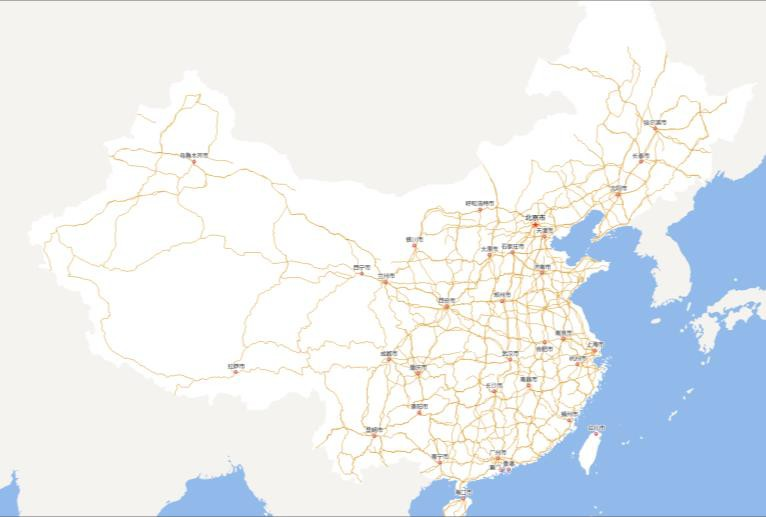 哈尔滨市
长春市
乌鲁木齐市
沈阳市
呼和浩特市
北京市
天津市
银川市
太原市
石家庄市
济南市
西宁市
兰州市
西安市
郑州市
南京市
合肥市
上海市
成都市
武汉市
杭州市
拉萨市
重庆市
南昌市
长沙市
贵阳市
福州市
昆明市
台北市
南宁市
广州市
香港
海口市